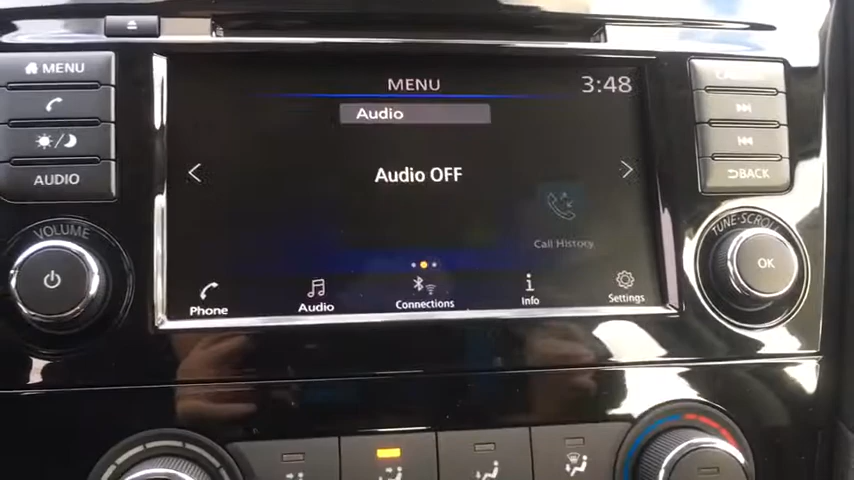 MENU
AUDIO
VOLUME
MENU
3:48
Audio
Audio OFF
Call History
Phone
Audio
Connections
Info
Settings
BACK
TUNE·SCROLL
OK